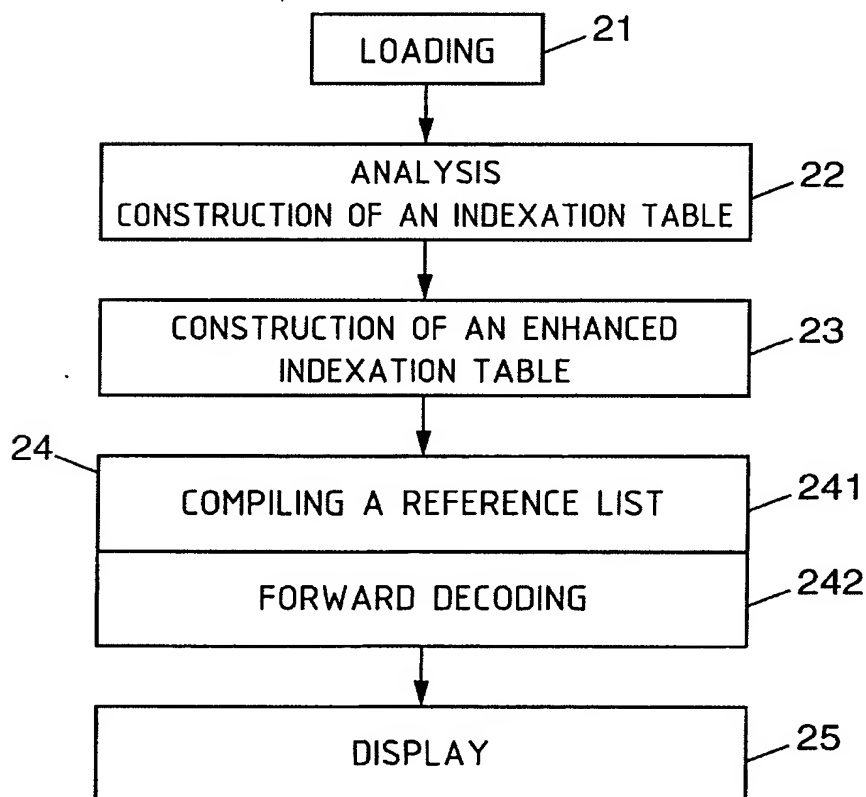 LOADING
21
ANALYSIS
CONSTRUCTION OF AN INDEXATION TABLE
22
CONSTRUCTION OF AN ENHANCED
INDEXATION TABLE
23
24
COMPILING A REFERENCE LIST
241
FORWARD DECODING
242
DISPLAY
25